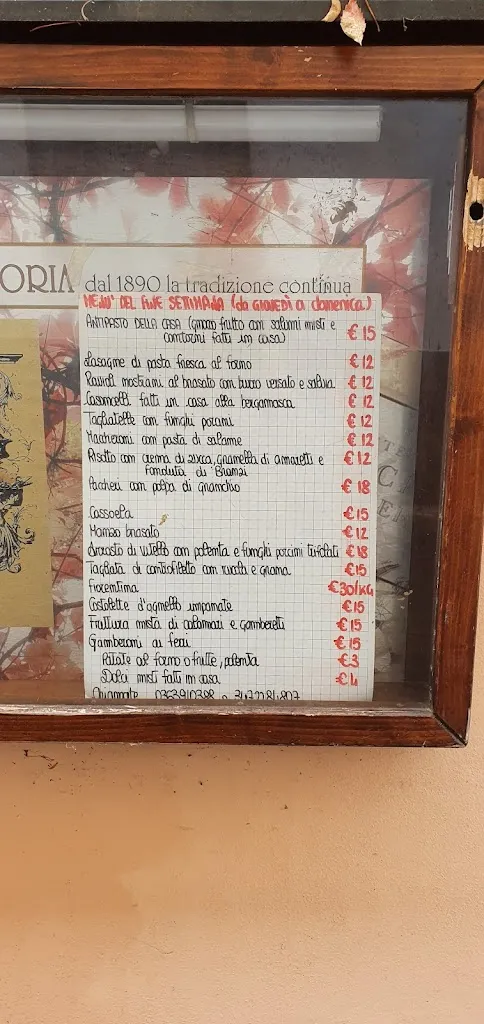 ORIA dal 1890 la tradizione continua
MENU' DEL FINE SETTIMANA (da GIOVEDÌ a domenica)
ANTIPASTO DELLA CASA (gnocco fritto con salumi misti e
contorni fatti in casa) €15
Lasagne di pasta fresca al forno €12
Ravioli nostrani al brasato con burro versato e salvia €12
Casoncelli fatti in casa alla bergamasca €12
Tagliatelle con funghi porcini €12
Maccheroni con pasta di salame €12
Risotto con crema di zucca, granella di amaretti e €12
fonduta di Branzi
Paccheri con polpa di granchio €18
Cassoela €15
Manzo brasato €12
Arrosto di vitello con polenta e funghi porcini trifolati €18
Tagliata di controfiletto con rucola e grana €15
Fiorentina €30/KG
Costolette d'agnello impanate €15
Frittura mista di calamari e gamberetti €15
Gamberoni ai ferri €15
Patate al forno o fritte, polenta €3
Dolci misti fatti in casa €4
Chiamate 0363910398 o